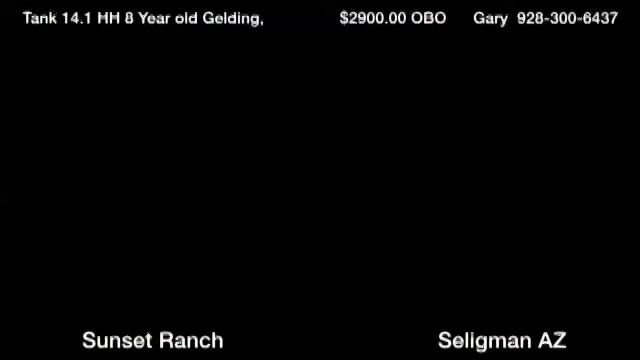 Tank 14.1 HH 8 Year old Gelding, $2900.00 OBO Gary 928-300-6437
Sunset Ranch Seligman AZ